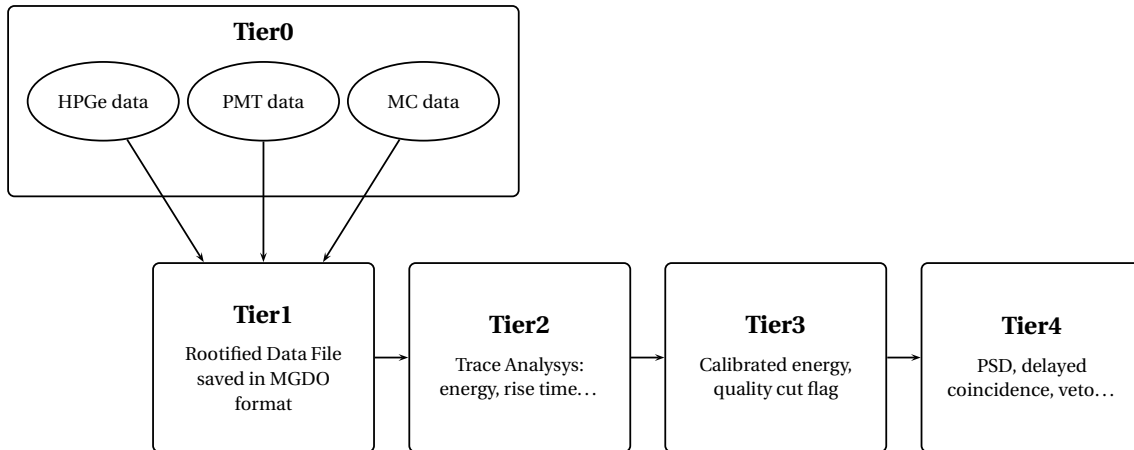 Tier0
HPGe data
PMT data
MC data
Tier1
Rootified Data File
saved in MGDO
format
Tier2
Trace Analysys:
energy, rise time...
Tier3
Calibrated energy,
quality cut flag
Tier4
PSD, delayed
coincidence, veto...